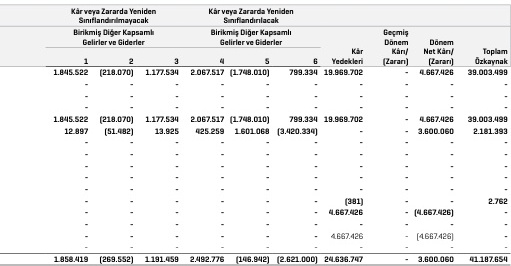 Kâr veya Zararda Yeniden Kâr veya Zararda Yeniden
Sınıflandırılmayacak Sınıflandırılacak
Birikmiş Diğer Kapsamlı Birikmiş Diğer Kapsamlı Geçmiş
Gelirler ve Giderler Gelirler ve Giderler Dönem Dönem
Kâr Kârı/ Net Kârı/ Toplam
1 2 3 4 5 6 Yedekleri (Zararı) (Zararı) Özkaynak
1.845.522 (218.070) 1.177.534 2.067.517 (1.748.010) 799.334 19.969.702 - 4.667.426 39.003.499
- - - - - - - - - -
- - - - - - - - - -
- - - - - - - - - -
1.845.522 (218.070) 1.177.534 2.067.517 (1.748.010) 799.334 19.969.702 - 4.667.426 39.003.499
12.897 (51.482) 13.925 425.259 1.601.068 (3.420.334) - - 3.600.060 2.181.393
- - - - - - - - - -
- - - - - - - - - -
- - - - - - - - - -
- - - - - - - - - -
- - - - - - - - - -
- - - - - - (381) - - 2.762
- - - - - - 4.667.426 - (4.667.426) -
- - - - - - - - - -
- - - - - - 4.667.426 - (4.667.426) -
- - - - - - - - - -
1.858.419 (269.552) 1.191.459 2.492.776 (146.942) (2.621.000) 24.636.747 - 3.600.060 41.187.654